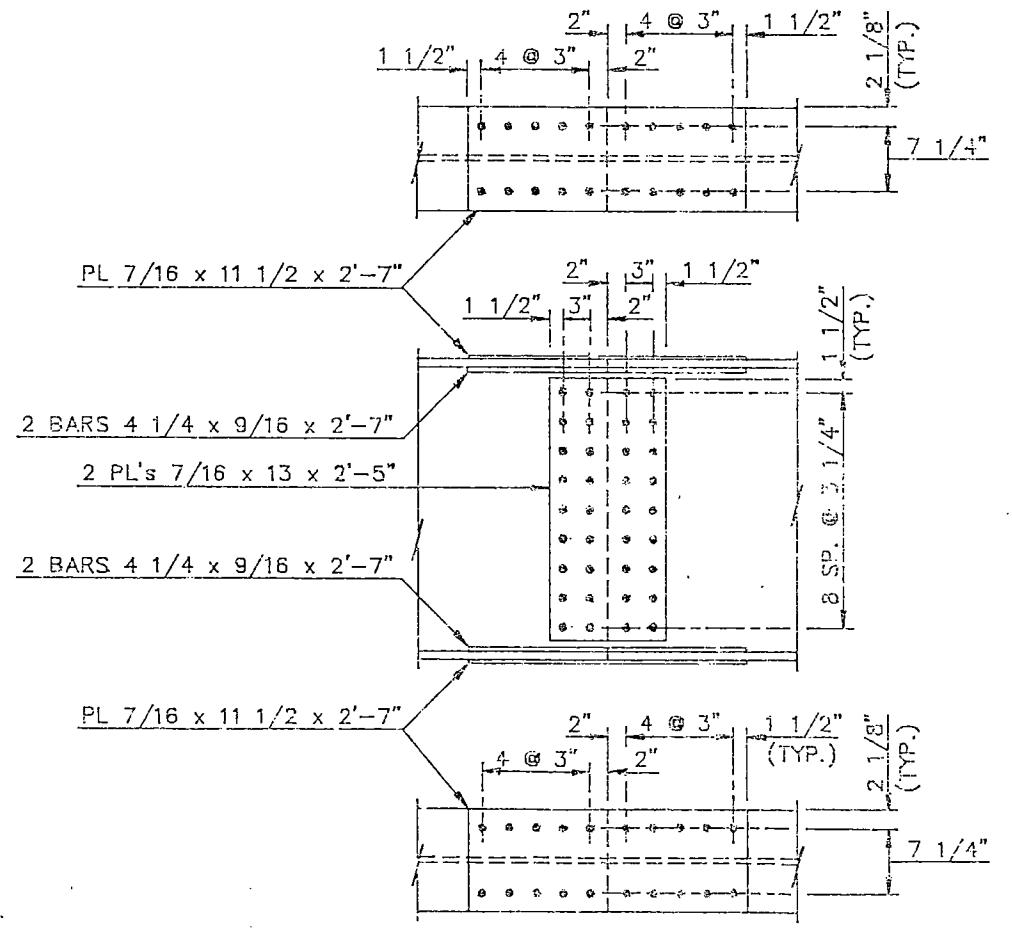 2" 4 @ 3" 1 1/2"
1 1/2" 4 @ 3" 2"
2 1/8"
(TYP.)
7 1/4"
PL 7/16 x 11 1/2 x 2'-7"
2" 3" 1 1/2"
1 1/2" 3" 2"
1 1/2"
(TYP.)
2 BARS 4 1/4 x 9/16 x 2'-7"
2 PL's 7/16 x 13 x 2'-5"
8 SP. @ 3 1/4"
2 BARS 4 1/4 x 9/16 x 2'-7"
PL 7/16 x 11 1/2 x 2'-7"
2" 4 @ 3" 1 1/2"
(TYP.)
4 @ 3" 2"
2 1/8"
(TYP.)
7 1/4"